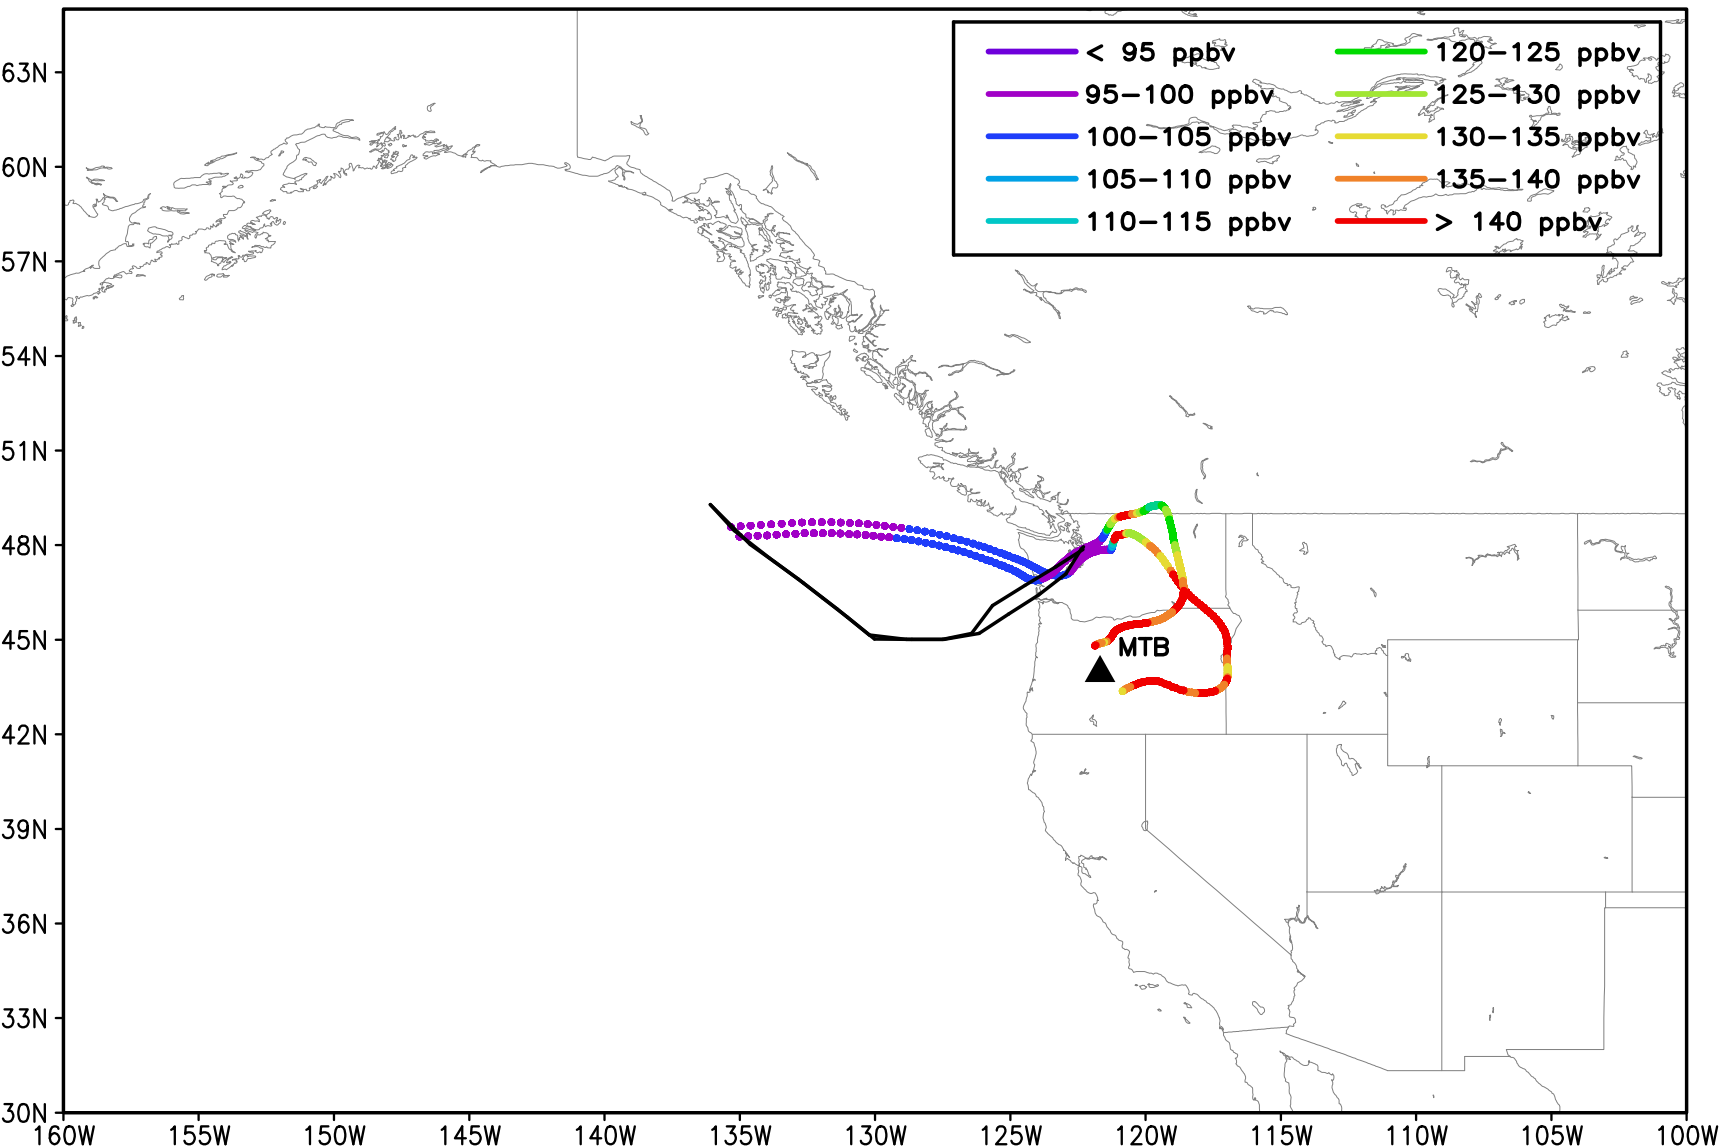 63N
60N
57N
54N
51N
48N
45N
42N
39N
36N
33N
30N
< 95 ppbv
95-100 ppbv
100-105 ppbv
105-110 ppbv
110-115 ppbv
120-125 ppbv
125-130 ppbv
130-135 ppbv
135-140 ppbv
> 140 ppbv
MTB
160W 155W 150W 145W 140W 135W 130W 125W 120W 115W 110W 105W 100W